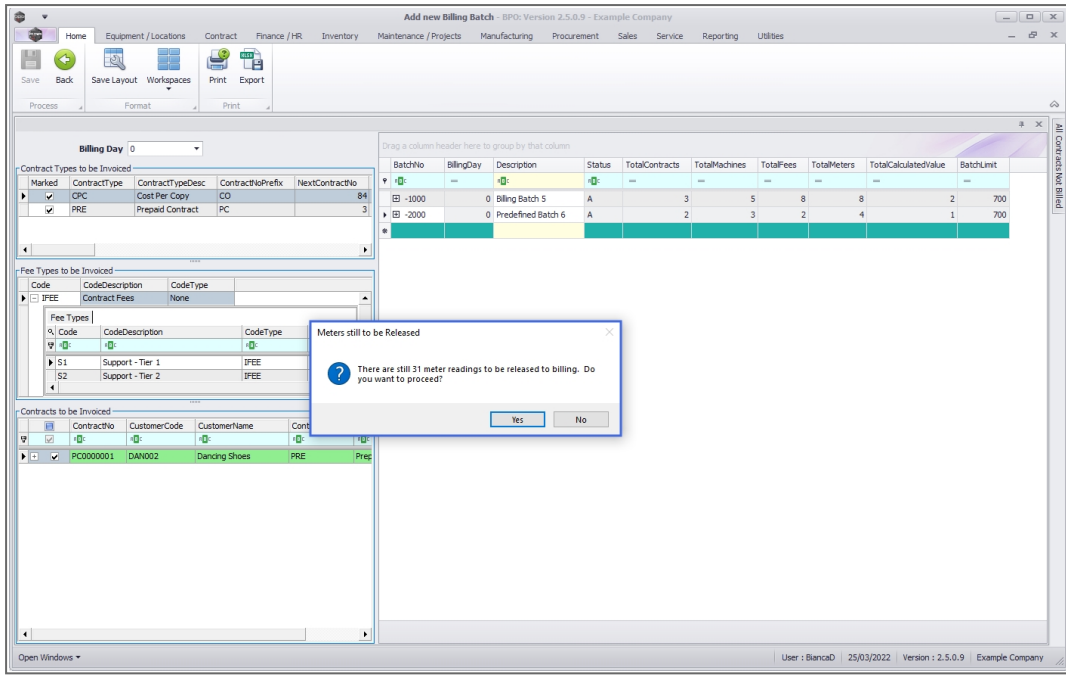 Add new Billing Batch - BPO: Version 2.5.0.9 - Example Company
Home Equipment / Locations Contract Finance / HR Inventory Maintenance / Projects Manufacturing Procurement Sales Service Reporting Utilities
Save Back Save Layout Workspaces Print Export
Process Format Print
All Contracts Not Billed
Billing Day 0
Contract Types to be Invoiced
Marked ContractType ContractTypeDesc ContractNoPrefix NextContractNo
CPC Cost Per Copy CO 84
PRE Prepaid Contract PC 3
Fee Types to be Invoiced
Code CodeDescription CodeType
IFEE Contract Fees None
Fee Types
Code CodeDescription CodeType
S1 Support - Tier 1 IFEE
S2 Support - Tier 2 IFEE
Contracts to be Invoiced
ContractNo CustomerCode CustomerName Cont
PC0000001 DAN002 Dancing Shoes PRE Prep
Drag a column header here to group by that column
BatchNo BillingDay Description Status TotalContracts TotalMachines TotalFees TotalMeters TotalCalculatedValue BatchLimit
-1000 0 Billing Batch 5 A 3 5 8 8 2 700
-2000 0 Predefined Batch 6 A 2 3 2 4 1 700
Meters still to be Released
There are still 31 meter readings to be released to billing. Do
you want to proceed?
Yes No
Open Windows
User : BiancaD 25/03/2022 Version : 2.5.0.9 Example Company